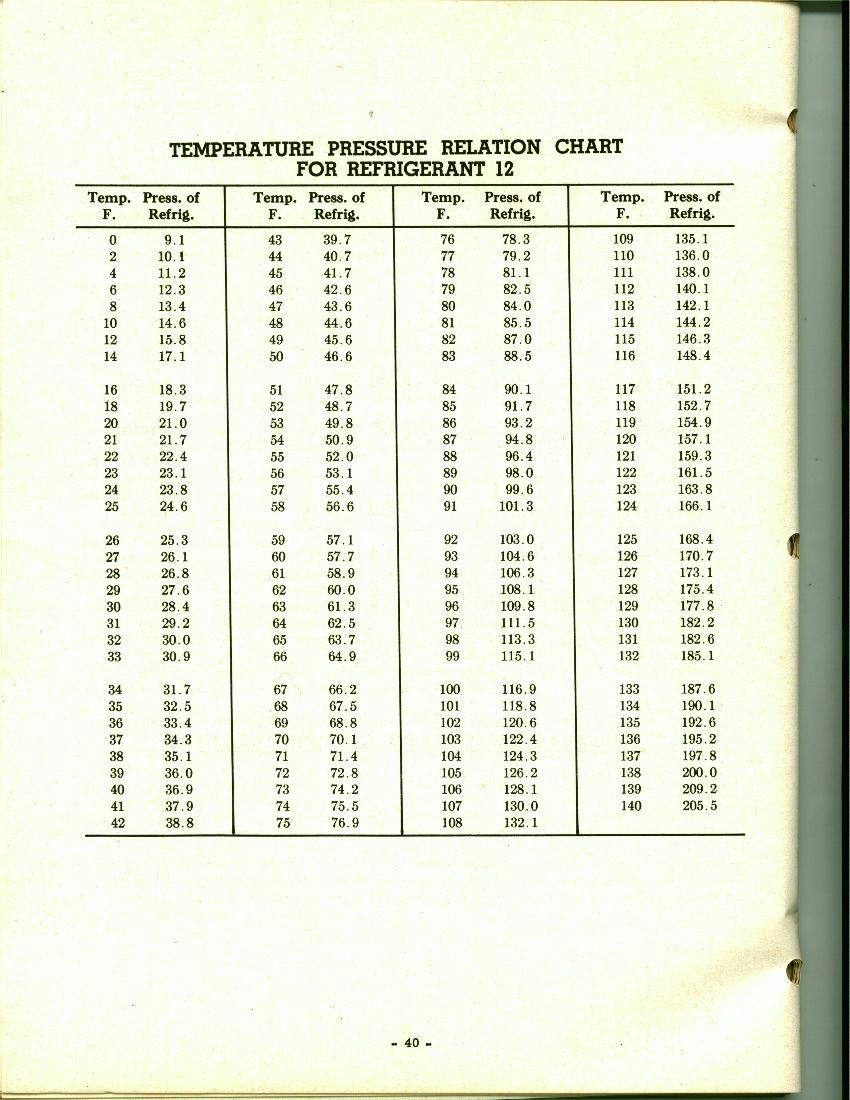 TEMPERATURE PRESSURE RELATION CHART
FOR REFRIGERANT 12
Temp. Press. of Temp. Press. of Temp. Press. of Temp. Press. of
F. Refrig. F. Refrig. F. Refrig. F. Refrig.
0 9.1 43 39.7 76 78.3 109 135.1
2 10.1 44 40.7 77 79.2 110 136.0
4 11.2 45 41.7 78 81.1 111 138.0
6 12.3 46 42.6 79 82.5 112 140.1
8 13.4 47 43.6 80 84.0 113 142.1
10 14.6 48 44.6 81 85.5 114 144.2
12 15.8 49 45.6 82 87.0 115 146.3
14 17.1 50 46.6 83 88.5 116 148.4
16 18.3 51 47.8 84 90.1 117 151.2
18 19.7 52 48.7 85 91.7 118 152.7
20 21.0 53 49.8 86 93.2 119 154.9
21 21.7 54 50.9 87 94.8 120 157.1
22 22.4 55 52.0 88 96.4 121 159.3
23 23.1 56 53.1 89 98.0 122 161.5
24 23.8 57 55.4 90 99.6 123 163.8
25 24.6 58 56.6 91 101.3 124 166.1
26 25.3 59 57.1 92 103.0 125 168.4
27 26.1 60 57.7 93 104.6 126 170.7
28 26.8 61 58.9 94 106.3 127 173.1
29 27.6 62 60.0 95 108.1 128 175.4
30 28.4 63 61.3 96 109.8 129 177.8
31 29.2 64 62.5 97 111.5 130 182.2
32 30.0 65 63.7 98 113.3 131 182.6
33 30.9 66 64.9 99 115.1 132 185.1
34 31.7 67 66.2 100 116.9 133 187.6
35 32.5 68 67.5 101 118.8 134 190.1
36 33.4 69 68.8 102 120.6 135 192.6
37 34.3 70 70.1 103 122.4 136 195.2
38 35.1 71 71.4 104 124.3 137 197.8
39 36.0 72 72.8 105 126.2 138 200.0
40 36.9 73 74.2 106 128.1 139 209.2
41 37.9 74 75.5 107 130.0 140 205.5
42 38.8 75 76.9 108 132.1
- 40 -